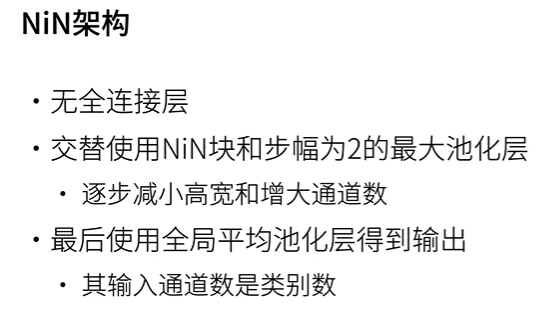 NiN架构
• 无全连接层
• 交替使用NiN块和步幅为2的最大池化层
• 逐步减小高宽和增大通道数
• 最后使用全局平均池化层得到输出
• 其输入通道数是类别数